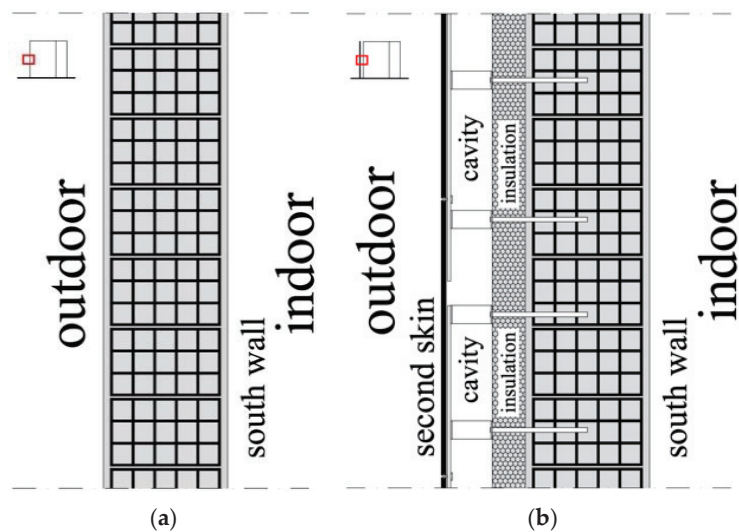 outdoor
south wall
indoor
(a)
outdoor
second skin
cavity
insulation
cavity
insulation
south wall
indoor
(b)